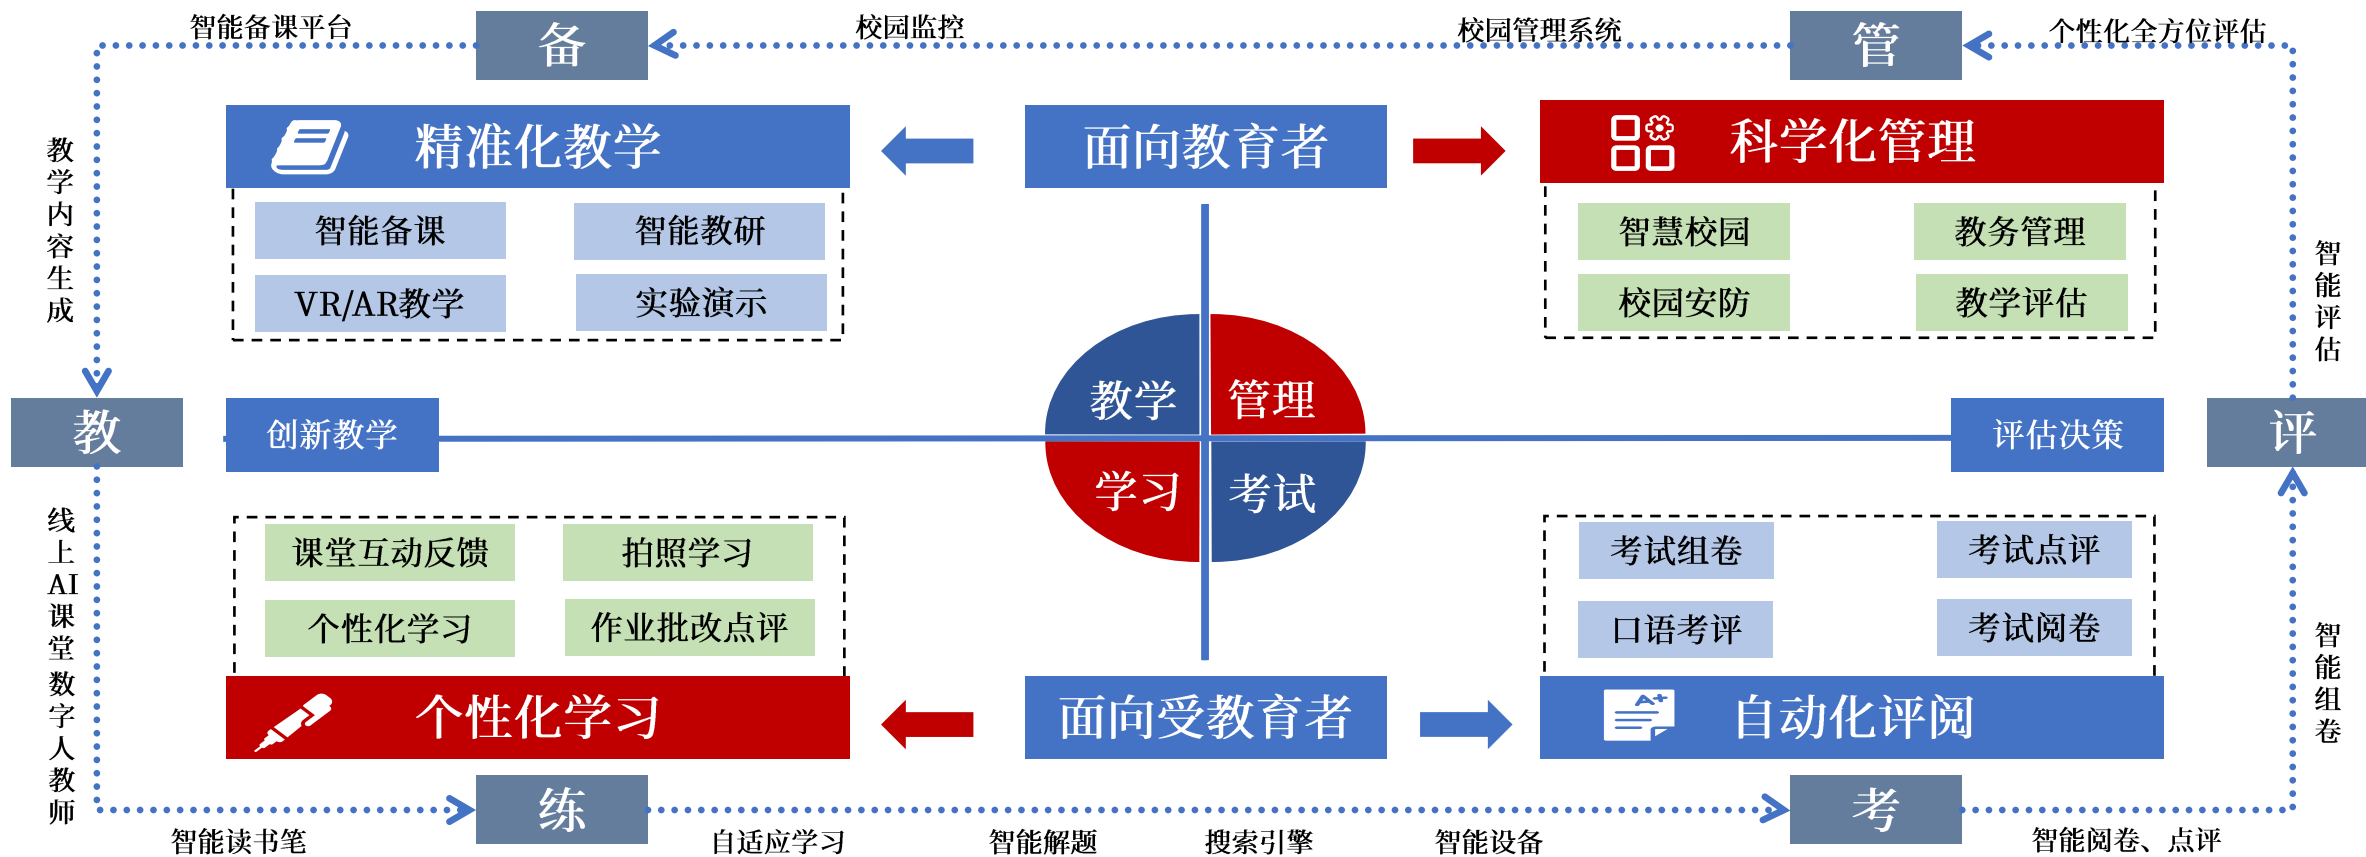 智能备课平台
备
校园监控
校园管理系统
管
个性化全方位评估
精准化教学
面向教育者
科学化管理
教学内容生成
智能备课
智能教研
VR/AR教学
实验演示
智慧校园
教务管理
校园安防
教学评估
智能评估
教学
管理
教
创新教学
评估决策
评
学习
考试
线上AI课堂数字人教师
课堂互动反馈
拍照学习
个性化学习
作业批改点评
考试组卷
考试点评
口语考评
考试阅卷
智能组卷
个性化学习
面向受教育者
自动化评阅
A+
练
考
智能读书笔
自适应学习
智能解题
搜索引擎
智能设备
智能阅卷、点评